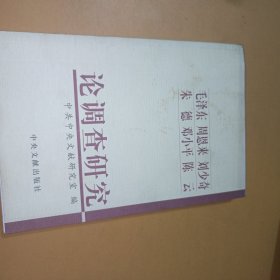 毛泽东 周恩来 刘少奇
朱 德 邓小平 陈 云
论调查研究
中共中央文献研究室 编
中央文献出版社